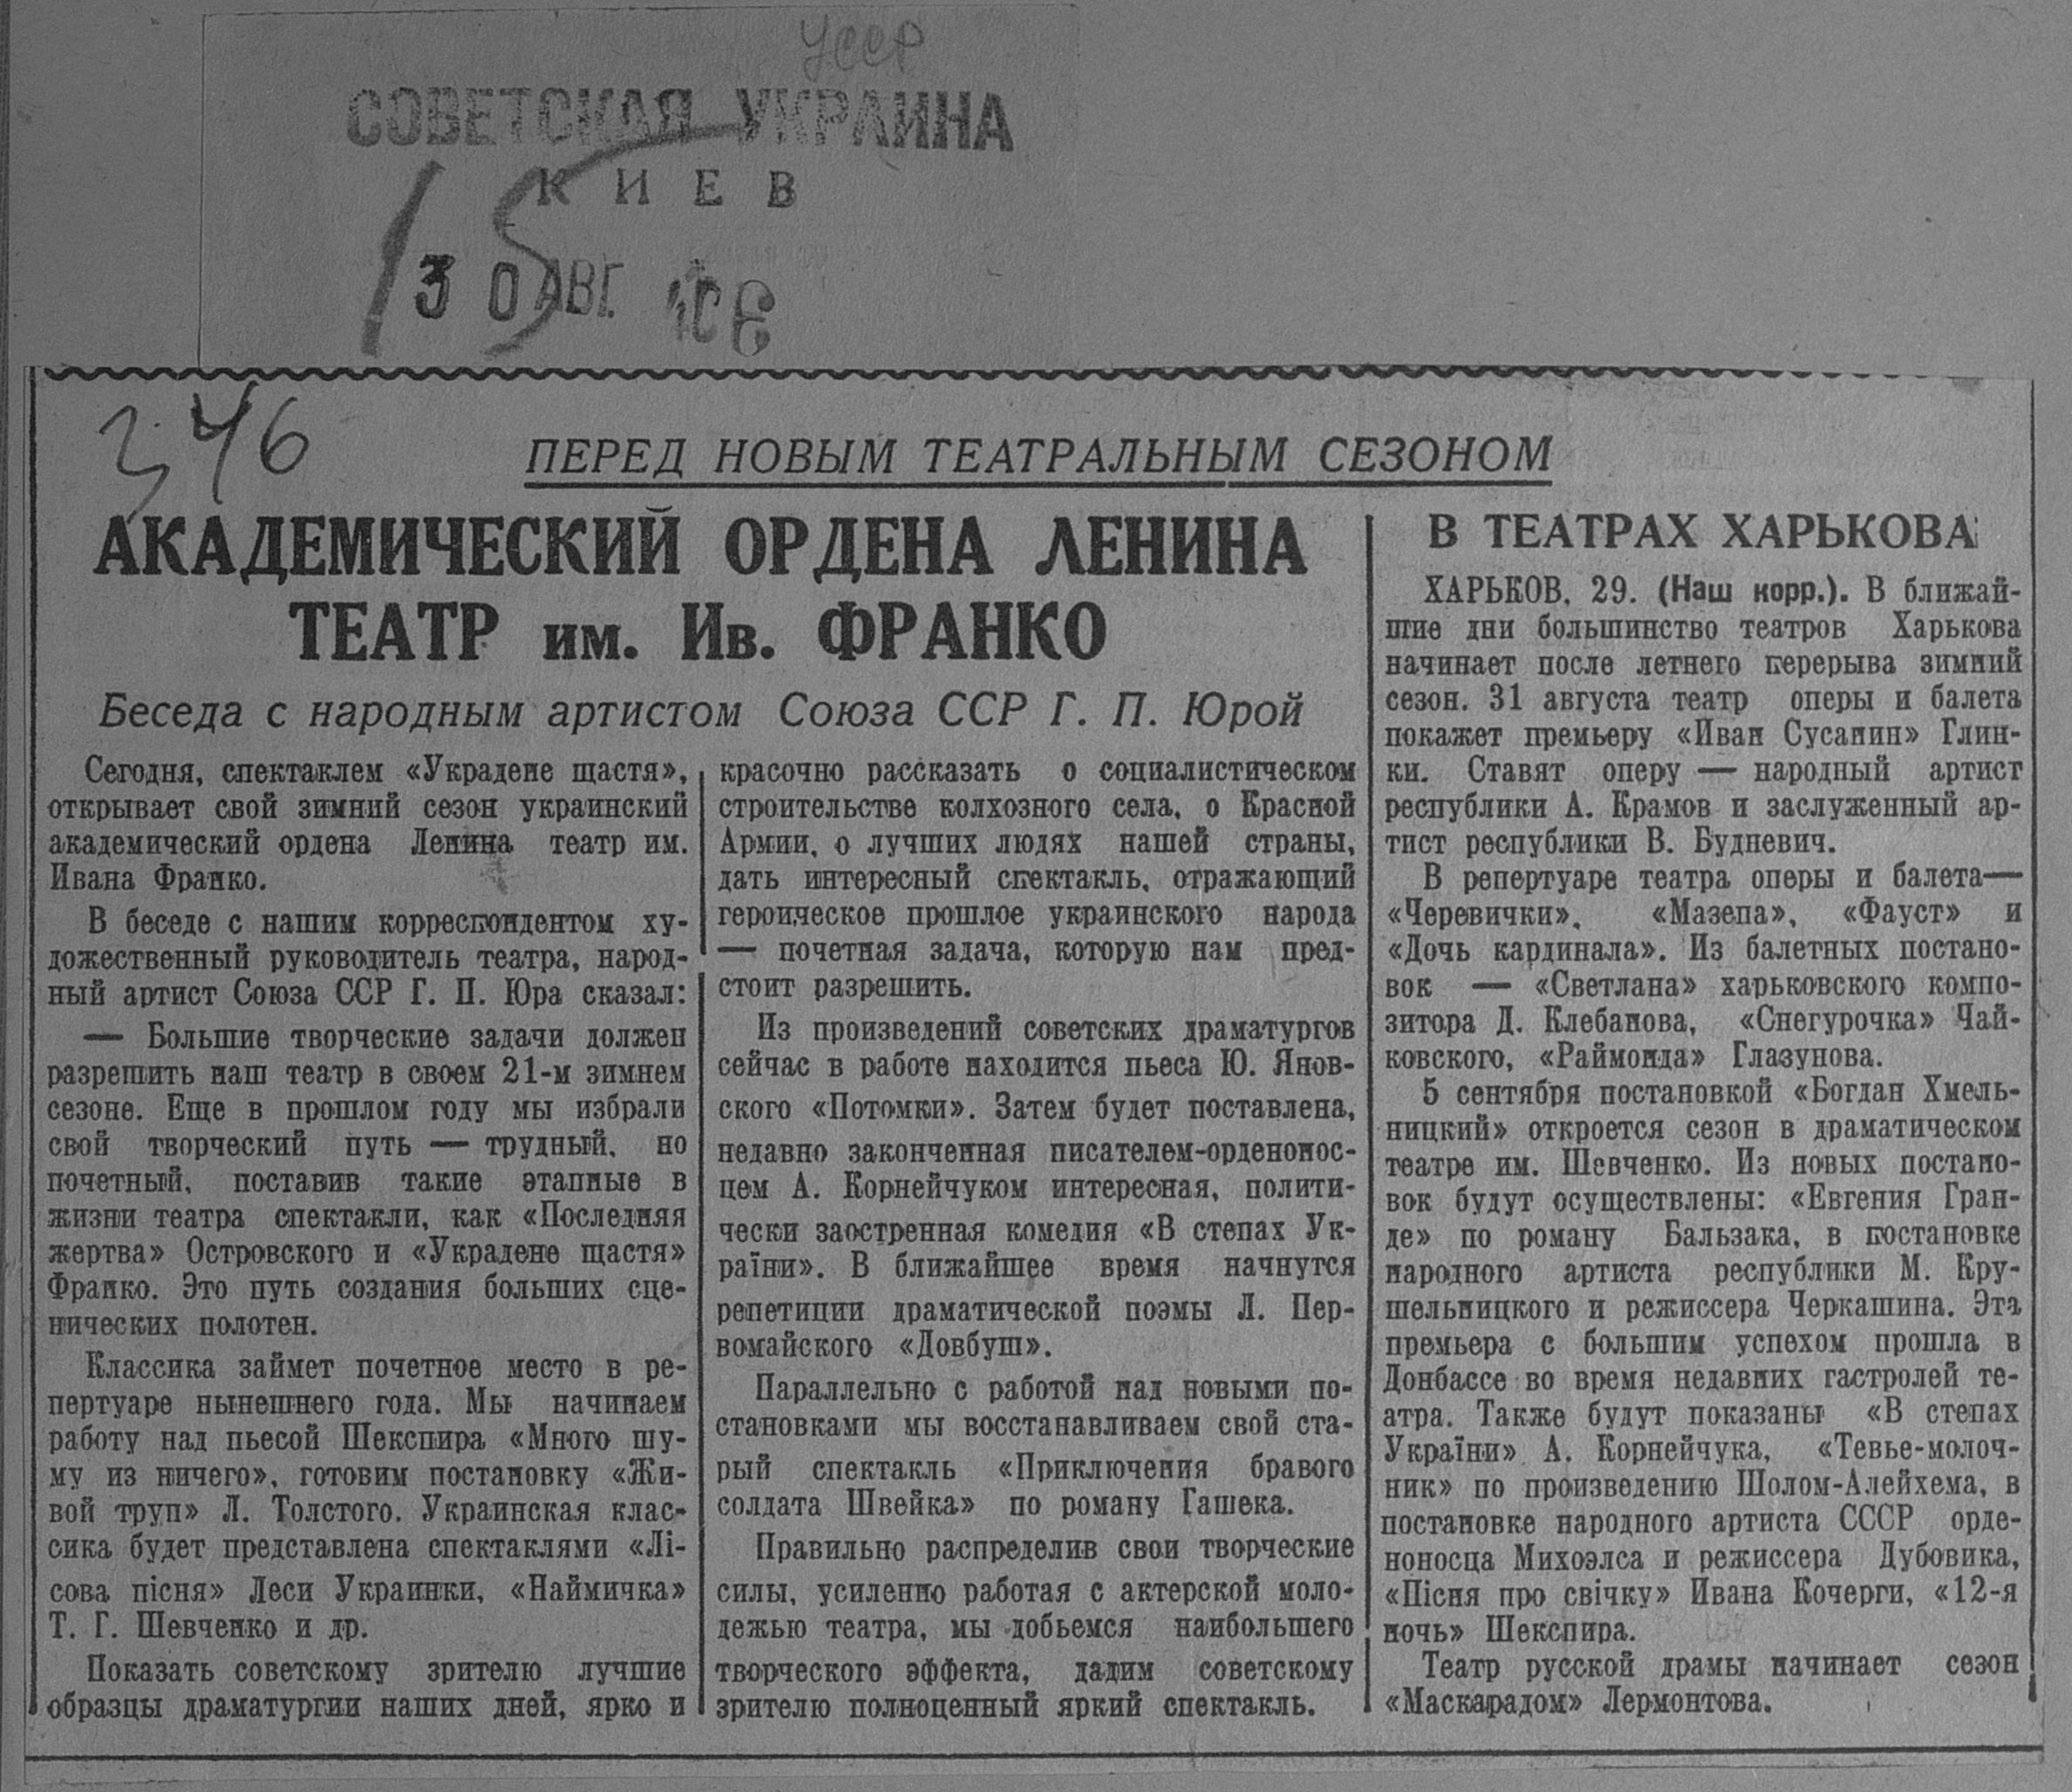 УССР
СОВЕТСКАЯ УКРАИНА
КИЕВ
30 АВГ.
ПЕРЕД НОВЫМ ТЕАТРАЛЬНЫМ СЕЗОНОМ
АКАДЕМИЧЕСКИЙ ОРДЕНА ЛЕНИНА
ТЕАТР им. Ив. ФРАНКО
Беседа с народным артистом Союза ССР Г. П. Юрой
Сегодня, спектаклем «Украдене щастя»,
открывает свой зимний сезон украинский
академический ордена Ленина театр им.
Ивана Франко.
В беседе с нашим корреспондентом ху-
дожественный руководитель театра, народ-
ный артист Союза ССР Г. П. Юра сказал:
— Большие творческие задачи должен
разрешить наш театр в своем 21-м зимнем
сезоне. Еще в прошлом году мы избрали
свой творческий путь — трудный, но
почетный, поставив такие этапные в
жизни театра спектакли, как «Последняя
жертва» Островского и «Украдене щастя»
Франко. Это путь создания больших сце-
нических полотен.
Классика займет почетное место в ре-
пертуаре нынешнего года. Мы начинаем
работу над пьесой Шекспира «Много шу-
му из ничего», готовим постановку «Жи-
вой труп» Л. Толстого. Украинская клас-
сика будет представлена спектаклями «Лі-
сова пісня» Леси Украинки, «Наймичка»
Т. Г. Шевченко и др.
Показать советскому зрителю лучшие
образцы драматургии наших дней, ярко и
красочно рассказать о социалистическом
строительстве колхозного села, о Красной
Армии, о лучших людях нашей страны,
дать интересный спектакль, отражающий
героическое прошлое украинского народа
— почетная задача, которую нам пред-
стоит разрешить.
Из произведений советских драматургов
сейчас в работе находится пьеса Ю. Янов-
ского «Потомки». Затем будет поставлена,
недавно законченная писателем-орденонос-
цем А. Корнейчуком интересная, полити-
чески заостренная комедия «В степах Ук-
раїни». В ближайшее время начнутся
репетиции драматической поэмы Л. Пер-
вомайского «Довбуш».
Параллельно с работой над новыми по-
становками мы восстанавливаем свой ста-
рый спектакль «Приключения бравого
солдата Швейка» по роману Гашека.
Правильно распределив свои творческие
силы, усиленно работая с актерской моло-
дежью театра, мы добьемся наибольшего
творческого эффекта, дадим советскому
зрителю полноценный яркий спектакль.
В ТЕАТРАХ ХАРЬКОВА
ХАРЬКОВ, 29. (Наш корр.). В ближай-
шие дни большинство театров Харькова
начинает после летнего перерыва зимний
сезон. 31 августа театр оперы и балета
покажет премьеру «Иван Сусанин» Глин-
ки. Ставят оперу — народный артист
республики А. Крамов и заслуженный ар-
тист республики В. Будневич.
В репертуаре театра оперы и балета—
«Черевички», «Мазепа», «Фауст» и
«Дочь кардинала». Из балетных постано-
вок — «Светлана» харьковского компо-
зитора Д. Клебанова, «Снегурочка» Чай-
ковского, «Раймонда» Глазунова.
5 сентября постановкой «Богдан Хмель-
ницкий» откроется сезон в драматическом
театре им. Шевченко. Из новых постано-
вок будут осуществлены: «Евгения Гран-
де» по роману Бальзака, в постановке
народного артиста республики М. Кру-
шельницкого и режиссера Черкашина. Эта
премьера с большим успехом прошла в
Донбассе во время недавних гастролей те-
атра. Также будут показаны «В степах
України» А. Корнейчука, «Тевье-молоч-
ник» по произведению Шолом-Алейхема, в
постановке народного артиста СССР орде-
ноносца Михоэлса и режиссера Дубовика,
«Пісня про свічку» Ивана Кочерги, «12-я
ночь» Шекспира.
Театр русской драмы начинает сезон
«Маскарадом» Лермонтова.